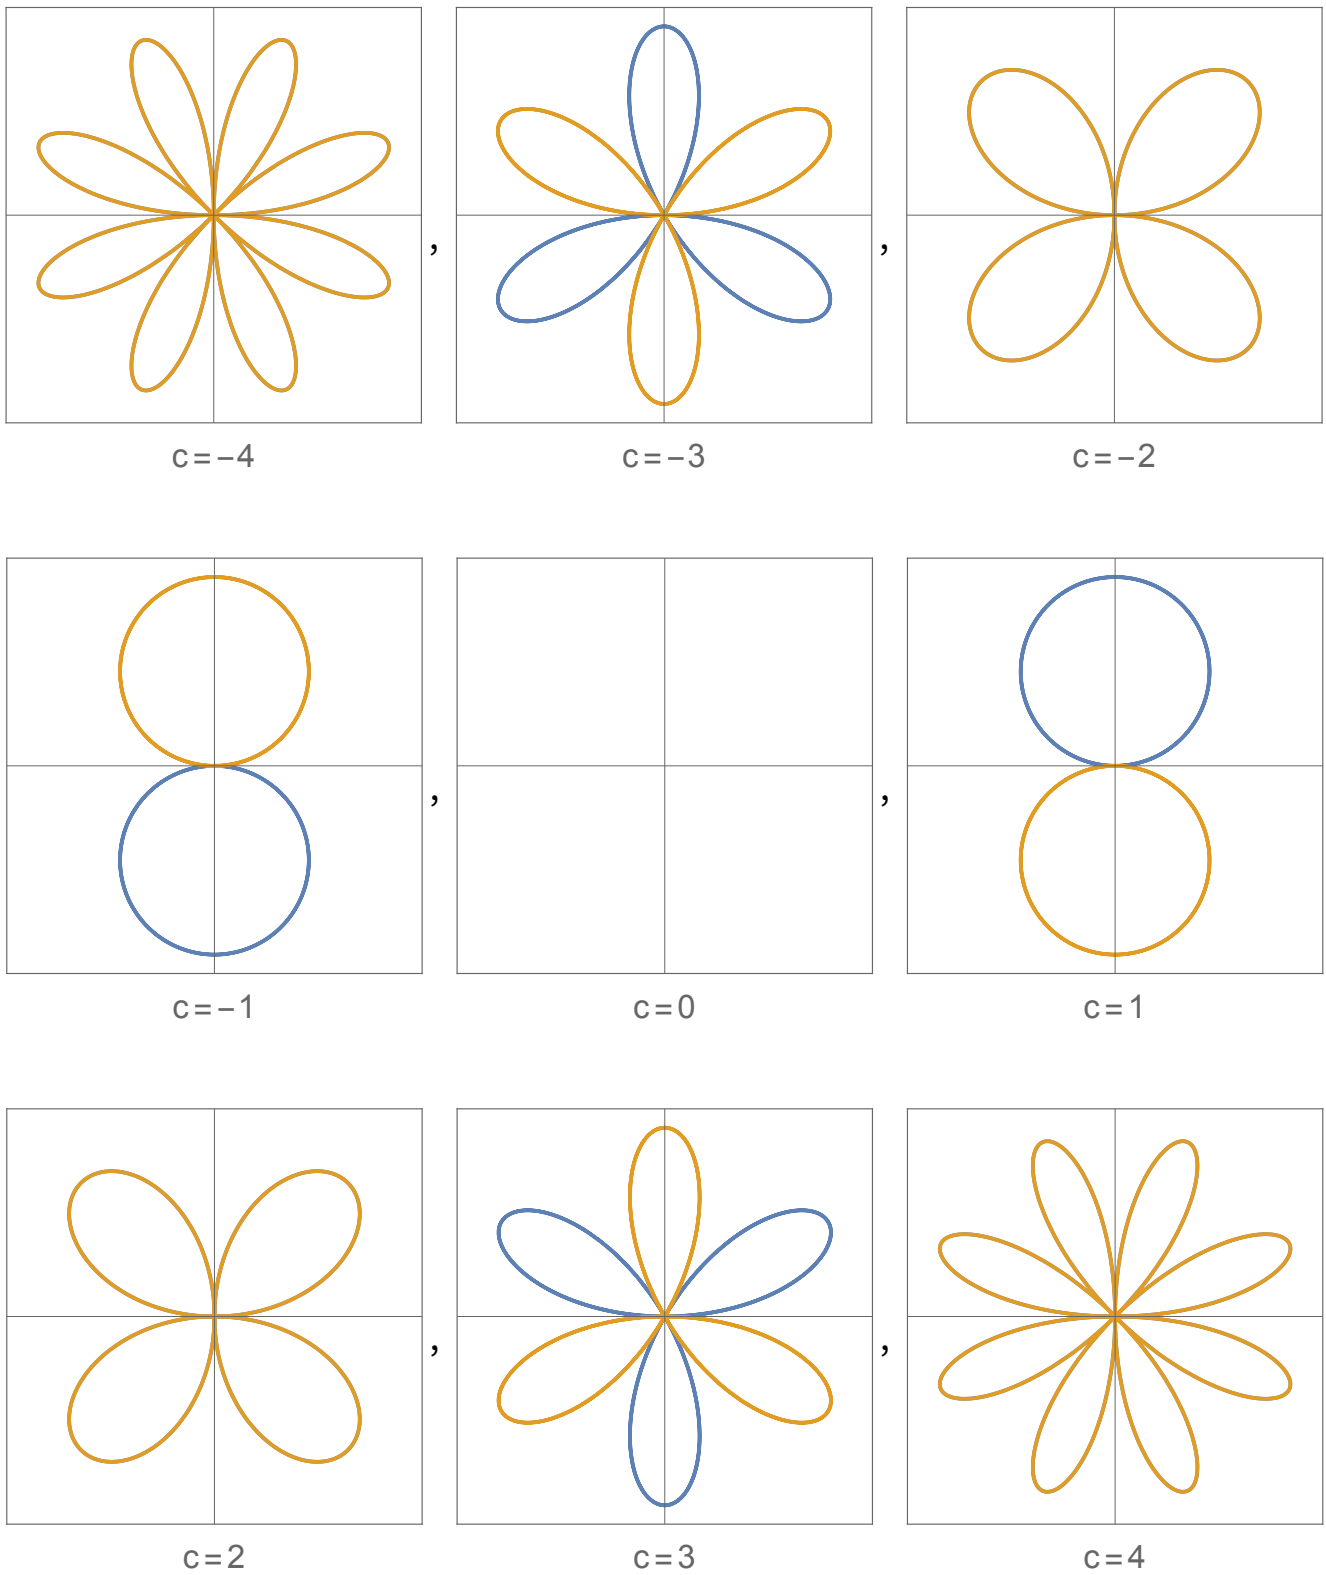 , ,
c=−4 c=−3 c=−2
, ,
c=−1 c=0 c=1
, ,
c=2 c=3 c=4